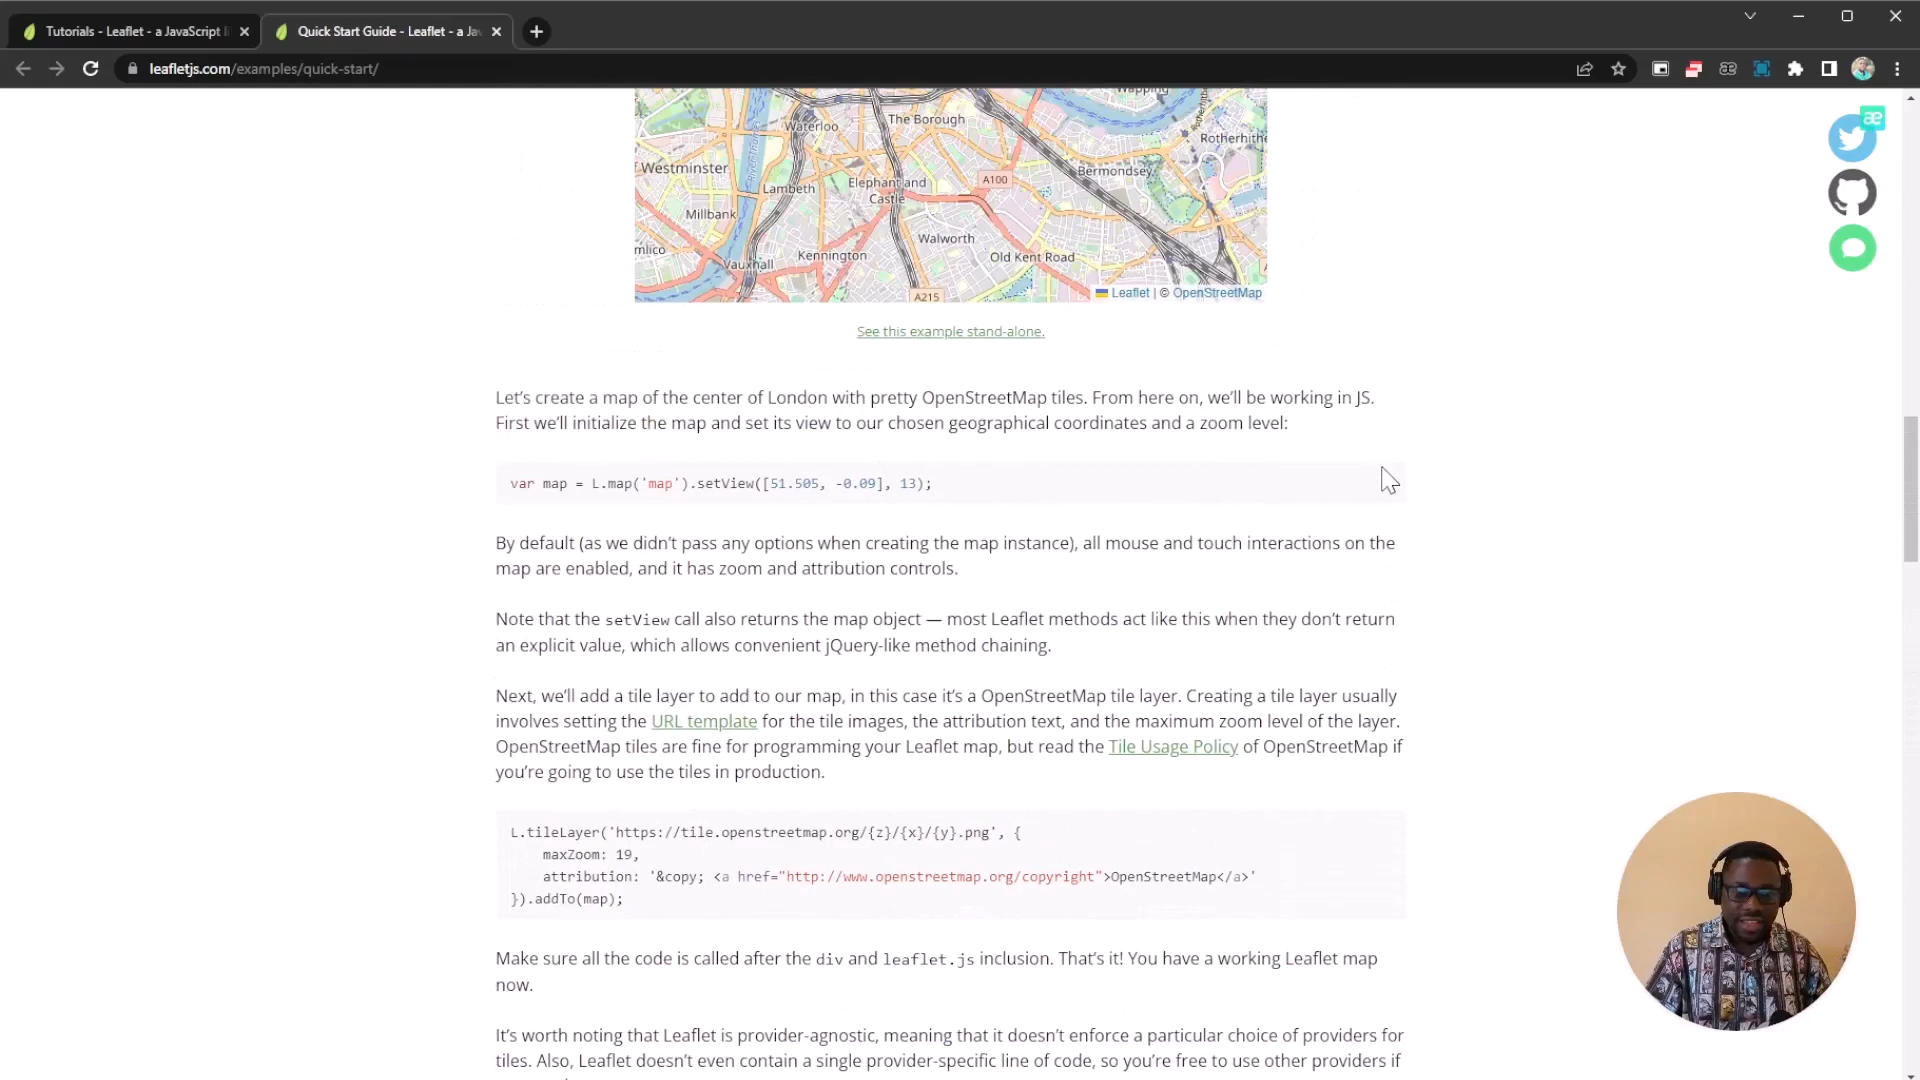 Tutorials - Leaflet - a JavaScript li
Quick Start Guide - Leaflet - a Jav
leafletjs.com/examples/quick-start/
Wapping
Waterloo
The Borough
Rotherhithe
Westminster
Lambeth
Elephant and
Castle
A100
Bermondsey
Millbank
Walworth
mlico
Vauxhall
Kennington
Old Kent Road
A215
Leaflet | © OpenStreetMap
æ
See this example stand-alone.
Let’s create a map of the center of London with pretty OpenStreetMap tiles. From here on, we’ll be working in JS.
First we’ll initialize the map and set its view to our chosen geographical coordinates and a zoom level:
var map = L.map('map').setView([51.505, -0.09], 13);
By default (as we didn’t pass any options when creating the map instance), all mouse and touch interactions on the
map are enabled, and it has zoom and attribution controls.
Note that the setView call also returns the map object — most Leaflet methods act like this when they don’t return
an explicit value, which allows convenient jQuery-like method chaining.
Next, we’ll add a tile layer to add to our map, in this case it’s a OpenStreetMap tile layer. Creating a tile layer usually
involves setting the URL template for the tile images, the attribution text, and the maximum zoom level of the layer.
OpenStreetMap tiles are fine for programming your Leaflet map, but read the Tile Usage Policy of OpenStreetMap if
you’re going to use the tiles in production.
L.tileLayer('https://tile.openstreetmap.org/{z}/{x}/{y}.png', {
maxZoom: 19,
attribution: '&copy; <a href="http://www.openstreetmap.org/copyright">OpenStreetMap</a>'
}).addTo(map);
Make sure all the code is called after the div and leaflet.js inclusion. That’s it! You have a working Leaflet map
now.
It’s worth noting that Leaflet is provider-agnostic, meaning that it doesn’t enforce a particular choice of providers for
tiles. Also, Leaflet doesn’t even contain a single provider-specific line of code, so you’re free to use other providers if